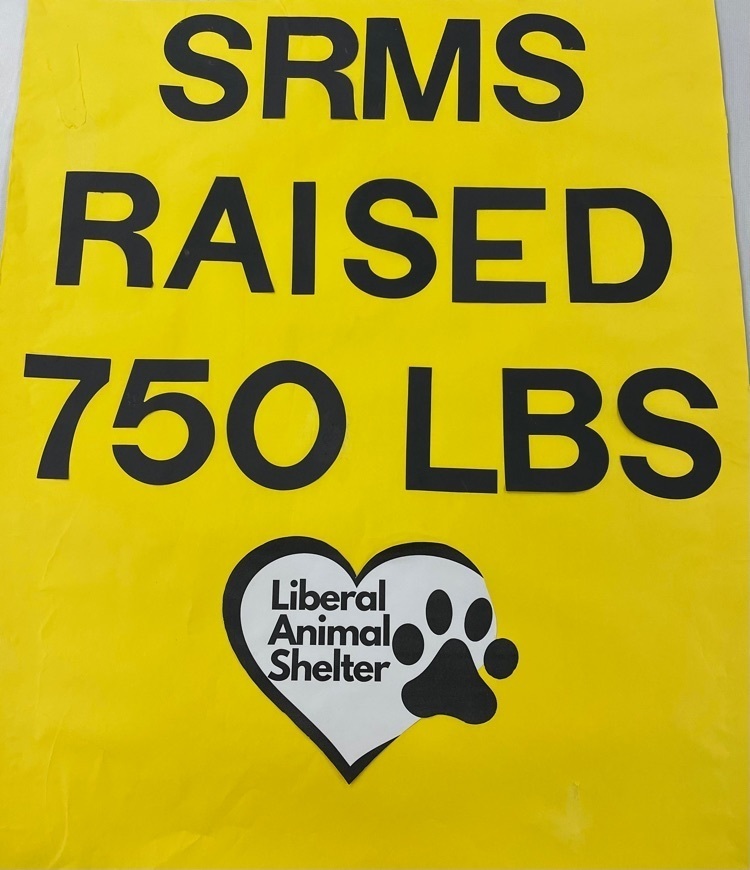 SRMS
RAISED
750 LBS
Liberal
Animal
Shelter